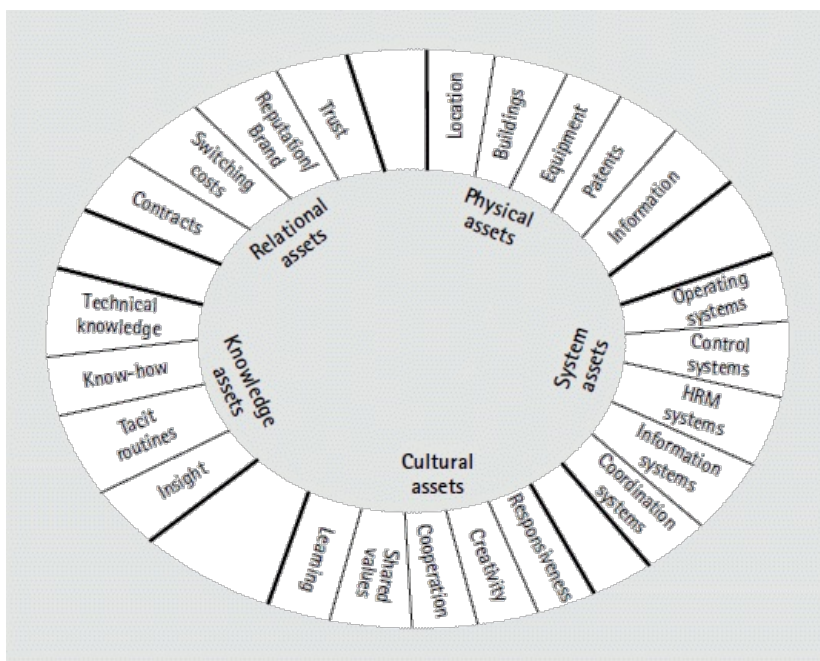 Location
Buildings
Equipment
Patents
Information
Physical
assets
Operating
systems
Control
systems
HRM
systems
Information
systems
Coordination
systems
System
assets
Responsiveness
Creativity
Cooperation
Shared
values
Learning
Cultural
assets
Insight
Tacit
routines
Know-how
Technical
knowledge
Knowledge
assets
Contracts
Switching
costs
Reputation/
Brand
Trust
Relational
assets